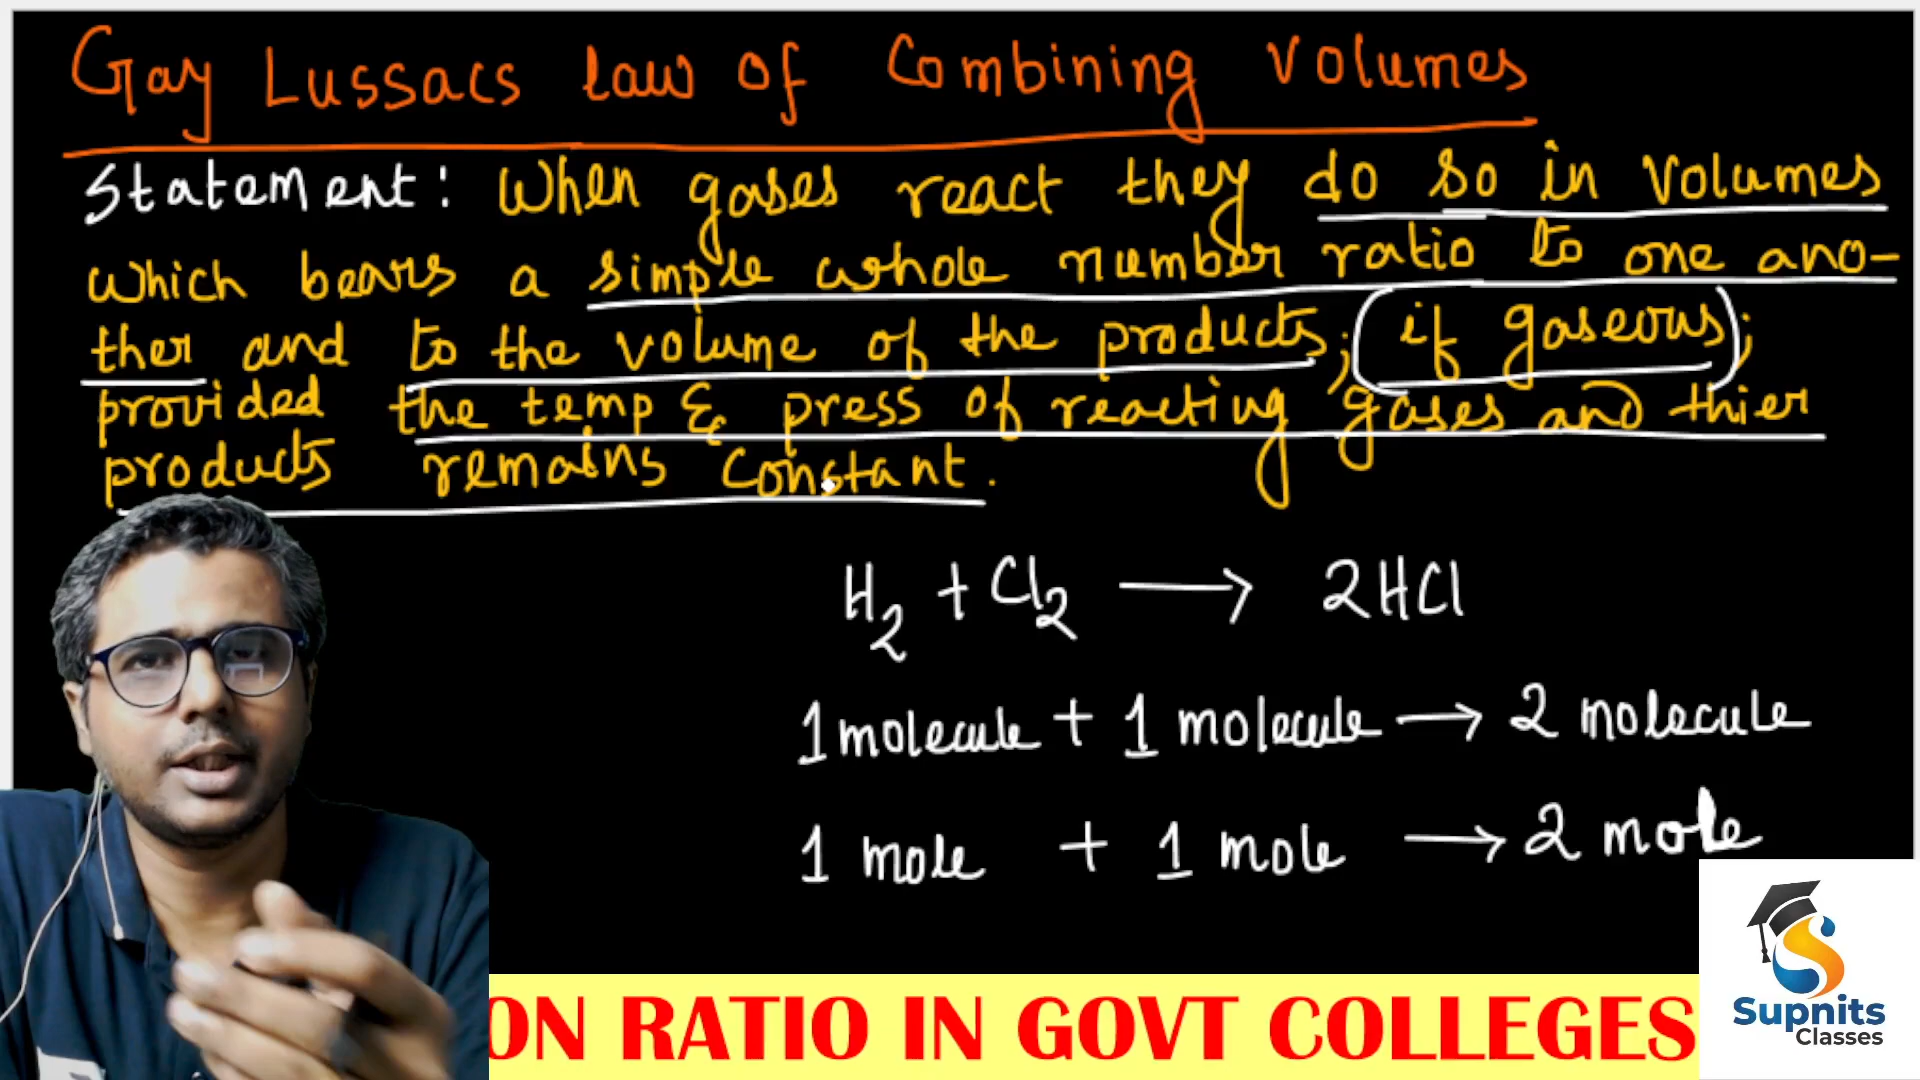 Gay Lussacs law of Combining Volumes
Statement: When gases react they do so in volumes
which bears a simple whole number ratio to one ano-
ther and to the volume of the products; (if gaseous);
provided the temp & press of reacting gases and thier
products remains constant.
H₂ + Cl₂ ⟶ 2HCl
1 molecule + 1 molecule → 2 molecule
1 mole + 1 mole → 2 mole
ON RATIO IN GOVT COLLEGES
Supnits
Classes